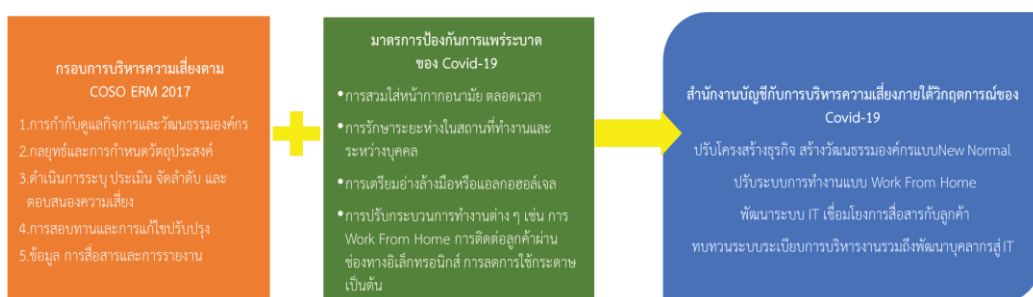 กรอบการบริหารความเสี่ยงตาม
COSO ERM 2017
1.การกำกับดูแลกิจการและวัฒนธรรมองค์กร
2.กลยุทธ์และการกำหนดวัตถุประสงค์
3.ดำเนินการระบุ ประเมิน จัดลำดับ และ
ตอบสนองความเสี่ยง
4.การสอบทานและการแก้ไขปรับปรุง
5.ข้อมูล การสื่อสารและการรายงาน
มาตรการป้องกันการแพร่ระบาด
ของ Covid-19
•การสวมใส่หน้ากากอนามัย ตลอดเวลา
•การรักษาระยะห่างในสถานที่ทำงานและ
ระหว่างบุคคล
•การเตรียมอ่างล้างมือหรือแอลกอฮอล์เจล
•การปรับกระบวนการทำงานต่าง ๆ เช่น การ
Work From Home การติดต่อลูกค้าผ่าน
ช่องทางอิเล็กทรอนิกส์ การลดการใช้กระดาษ
เป็นต้น
สำนักงานบัญชีกับการบริหารความเสี่ยงภายใต้วิกฤตการณ์ของ
Covid-19
ปรับโครงสร้างธุรกิจ สร้างวัฒนธรรมองค์กรแบบNew Normal
ปรับระบบการทำงานแบบ Work From Home
พัฒนาระบบ IT เชื่อมโยงการสื่อสารกับลูกค้า
ทบทวนระบบระเบียบการบริหารงานรวมถึงพัฒนาบุคลากรสู่ IT